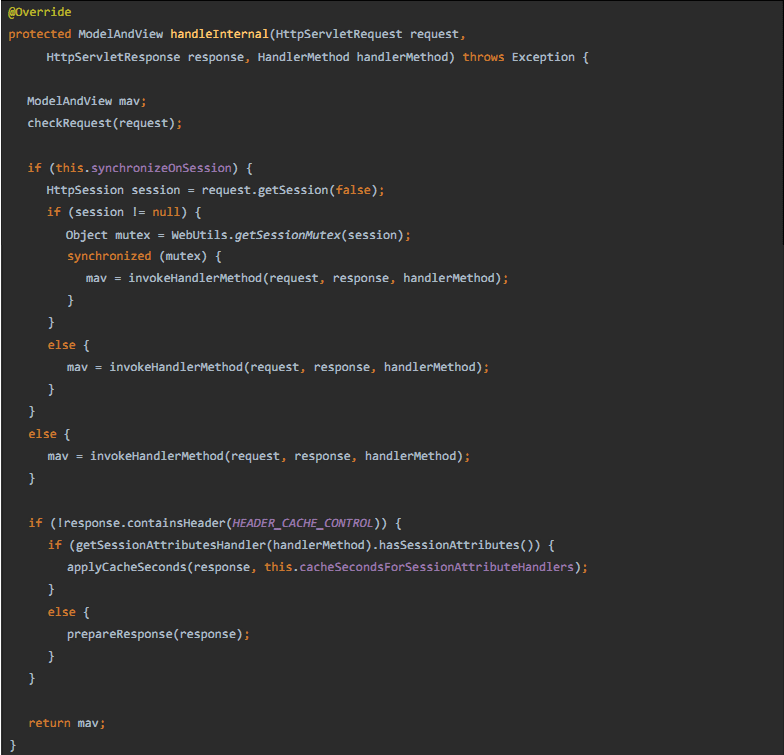 @Override
protected ModelAndView handleInternal(HttpServletRequest request,
HttpServletResponse response, HandlerMethod handlerMethod) throws Exception {
ModelAndView mav;
checkRequest(request);
if (this.synchronizeOnSession) {
HttpSession session = request.getSession(false);
if (session != null) {
Object mutex = WebUtils.getSessionMutex(session);
synchronized (mutex) {
mav = invokeHandlerMethod(request, response, handlerMethod);
}
}
else {
mav = invokeHandlerMethod(request, response, handlerMethod);
}
}
else {
mav = invokeHandlerMethod(request, response, handlerMethod);
}
if (!response.containsHeader(HEADER_CACHE_CONTROL)) {
if (getSessionAttributesHandler(handlerMethod).hasSessionAttributes()) {
applyCacheSeconds(response, this.cacheSecondsForSessionAttributeHandlers);
}
else {
prepareResponse(response);
}
}
return mav;
}